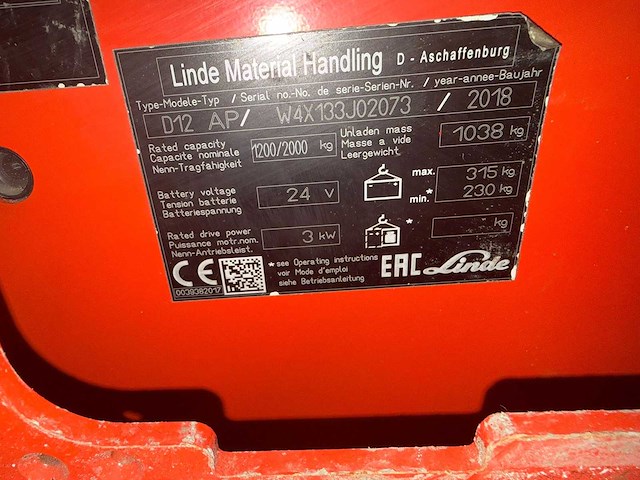 Linde Material Handling D - Aschaffenburg
Type-Modele-Typ / Serial no.-No. de serie-Serien-Nr. / year-annee-Baujahr
D12 AP / W4X133J02073 / 2018
Rated capacity
Capacite nominale
Nenn-Tragfahigkeit
1200/2000 kg
Unladen mass
Masse a vide
Leergewicht
1038 kg
Battery voltage
Tension batterie
Batteriespannung
24 V
max. 315 kg
min.* 230 kg
Rated drive power
Puissance motr.nom.
Nenn-Antriebsleist.
3 kW
* - kg
CE
0039382017
*see Operating instructions
voir Mode d'emploi
siehe Betriebsanleitung
EAC Linde